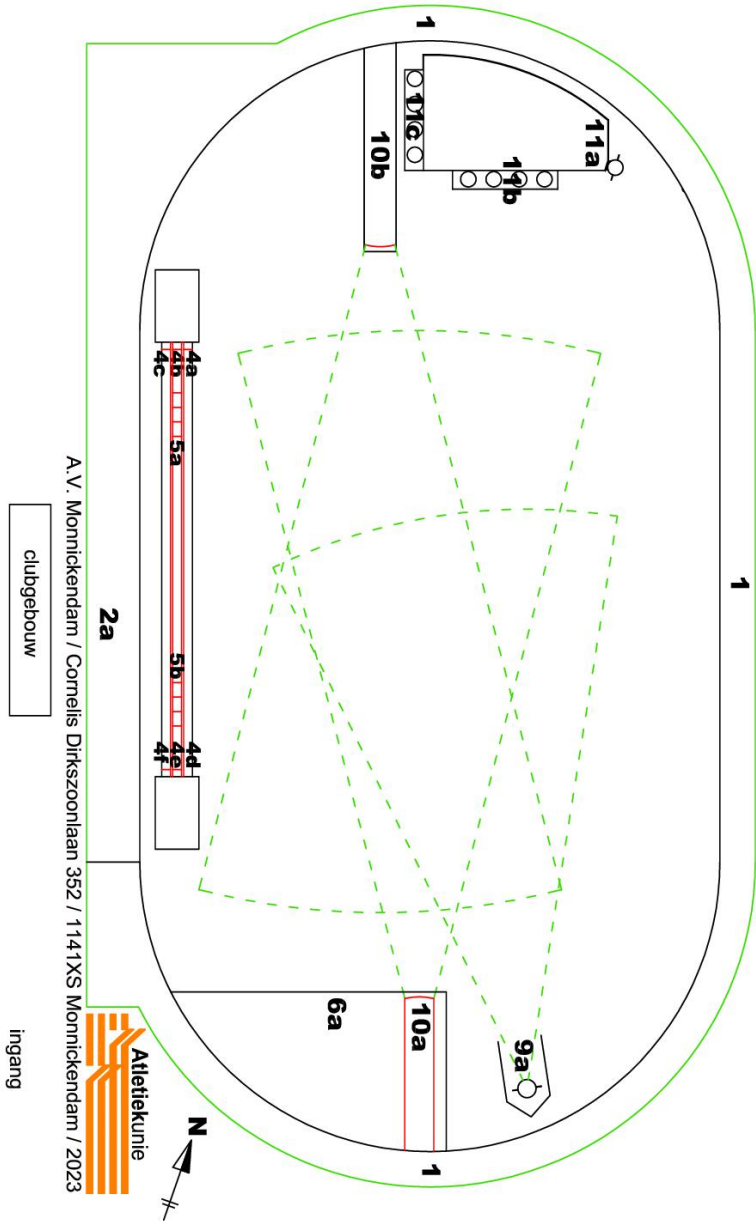 1
11a
9a
11b
1
11c
10a
1
10b
6a
4a
4d
N
4b
5a
5b
4e
4c
4f
Atletiekunie
2a
A.V. Monnickendam / Cornelis Dirkszoonlaan 352 / 1141XS Monnickendam / 2023
clubgebouw
ingang